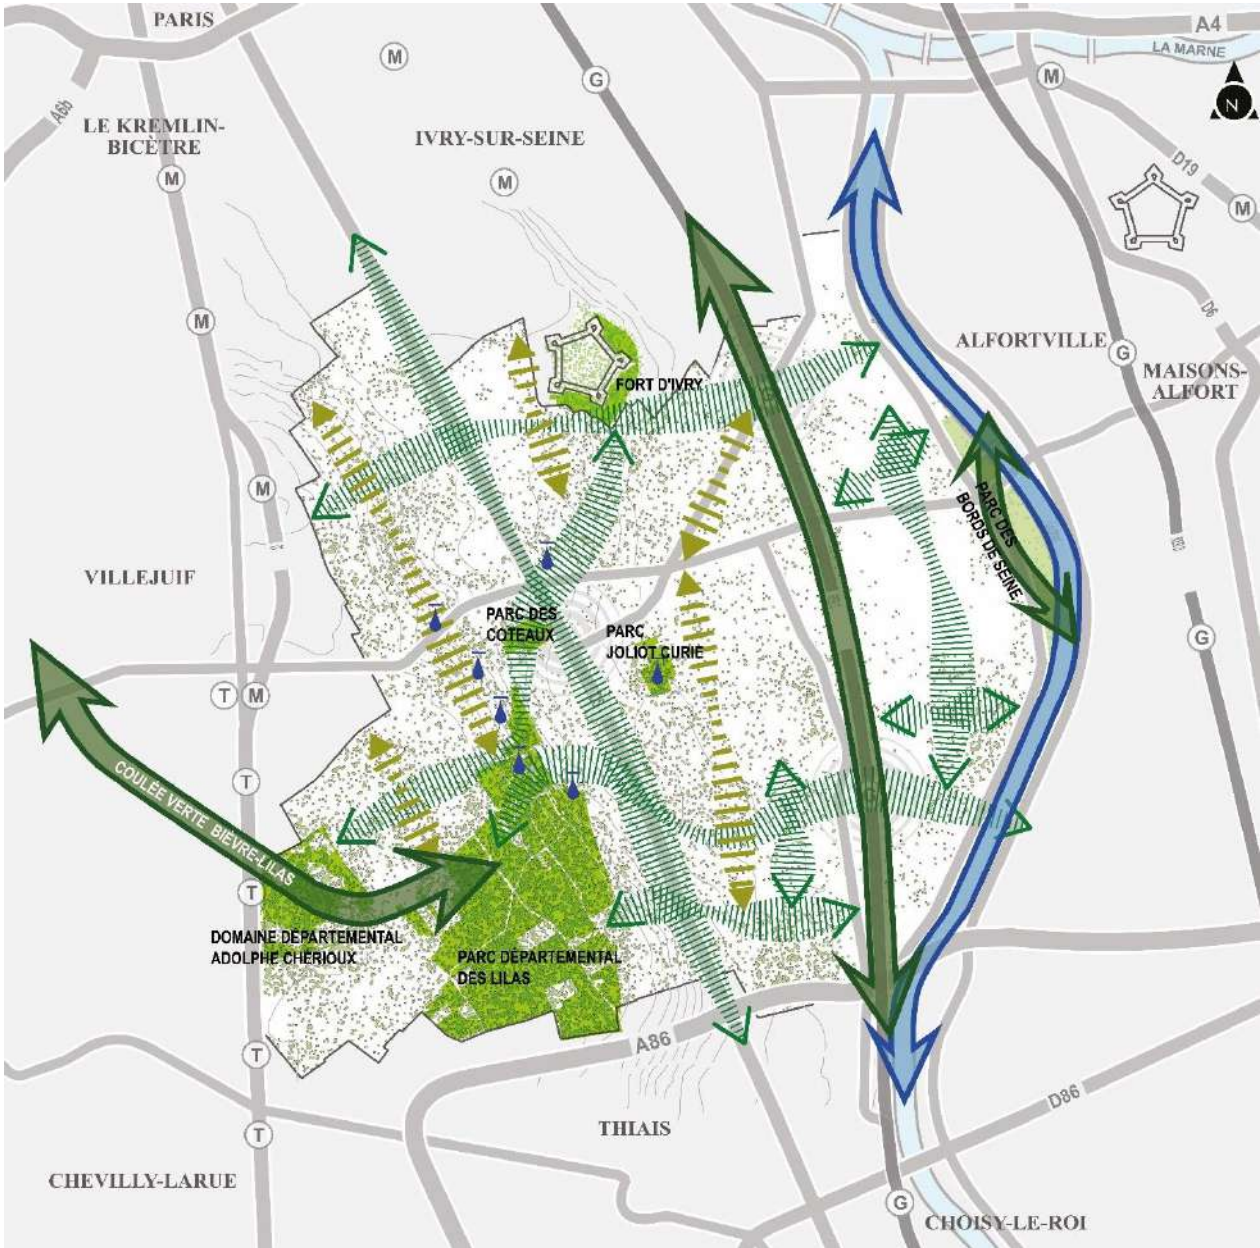 PARIS
A4
LA MARNE
M
M
G
N
A6b
LE KREMLIN-
BICÊTRE
IVRY-SUR-SEINE
D19
M
M
M
M
D6
ALFORTVILLE
G
MAISONS-
ALFORT
FORT D'IVRY
M
PARC DES
BORDS DE SEINE
VILLEJUIF
PARC DES
COTEAUX
PARC
JOLIOT CURIE
G
T
M
COULÉE VERTE BIÈVRE-LILAS
T
G
T
DOMAINE DÉPARTEMENTAL
ADOLPHE CHÉRIOUX
PARC DÉPARTEMENTAL
DES LILAS
A86
T
D86
THIAIS
T
CHEVILLY-LARUE
G
CHOISY-LE-ROI